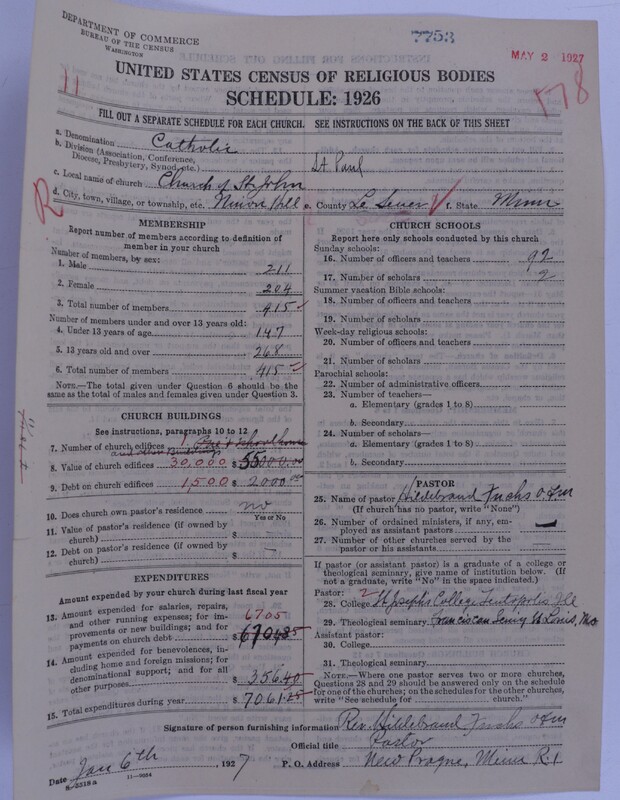 DEPARTMENT OF COMMERCE
BUREAU OF THE CENSUS
WASHINGTON
7753
MAY 2 1927
11
178
UNITED STATES CENSUS OF RELIGIOUS BODIES
SCHEDULE: 1926
FILL OUT A SEPARATE SCHEDULE FOR EACH CHURCH. SEE INSTRUCTIONS ON THE BACK OF THIS SHEET
a. Denomination Catholic
b. Division (Association, Conference, Diocese, Presbytery, Synod, etc.) St Paul
c. Local name of church Church of St. John
d. City, town, village, or township, etc. Union Hill e. County Le Sueur f. State Minn
R
MEMBERSHIP
Report number of members according to definition of
member in your church
Number of members, by sex:
1. Male 211
2. Female 204
3. Total number of members 415
Number of members under and over 13 years old:
4. Under 13 years of age 147
5. 13 years old and over 268
6. Total number of members 415
NOTE.—The total given under Question 6 should be
the same as the total of males and females given under Question 3.
CHURCH BUILDINGS
See instructions, paragraphs 10 to 12
7. Number of church edifices 1
8. Value of church edifices 30,000 $ 55000.00
9. Debt on church edifices 1,500 $ 2000
10. Does church own pastor's residence no
Yes or No
11. Value of pastor's residence (if owned by
church) $ —
12. Debt on pastor's residence (if owned by
church) $ —
EXPENDITURES
Amount expended by your church during last fiscal year
13. Amount expended for salaries, repairs,
and other running expenses; for im-
provements or new buildings; and for
payments on church debt 6705 $
14. Amount expended for benevolences, in-
cluding home and foreign missions; for
denominational support; and for all
other purposes $ 356.40
15. Total expenditures during year $ 7061.25
CHURCH SCHOOLS
Report here only schools conducted by this church
Sunday schools:
16. Number of officers and teachers 92
17. Number of scholars 2
Summer vacation Bible schools:
18. Number of officers and teachers
19. Number of scholars
Week-day religious schools:
20. Number of officers and teachers
21. Number of scholars
Parochial schools:
22. Number of administrative officers
23. Number of teachers—
a. Elementary (grades 1 to 8)
b. Secondary
24. Number of scholars—
a. Elementary (grades 1 to 8)
b. Secondary
PASTOR
25. Name of pastor Hildebrand Fuchs O.F.M
(If church has no pastor, write "None")
26. Number of ordained ministers, if any, em-
ployed as assistant pastors —
27. Number of other churches served by the
pastor or his assistants
If pastor (or assistant pastor) is a graduate of a college or
theological seminary, give name of institution below. (If
not a graduate, write "No" in the space indicated.)
Pastor: 2
28. College St Josephs College Teutopolis Ill
29. Theological seminary Franciscan Seminy St Louis, Mo
Assistant pastor:
30. College
31. Theological seminary
NOTE.—Where one pastor serves two or more churches,
Questions 28 and 29 should be answered only on the schedule
for one of the churches; on the schedules for the other churches,
write "See schedule for church."
Signature of person furnishing information Rev. Hildebrand Fuchs O.F.M
Official title Pastor
Date Jan 6th, 1927 P. O. Address New Prague, Minn R. 1
8-5318a 11-9034